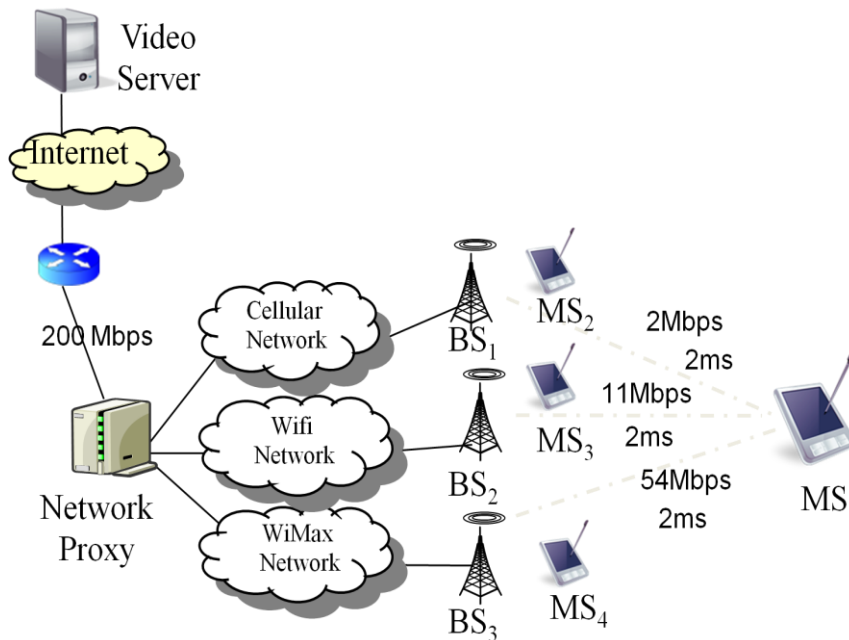 Video
Server
Internet
200 Mbps
Network
Proxy
Cellular
Network
Wifi
Network
WiMax
Network
BS1
BS2
BS3
MS2
MS3
MS4
2Mbps
2ms
11Mbps
2ms
54Mbps
2ms
MS